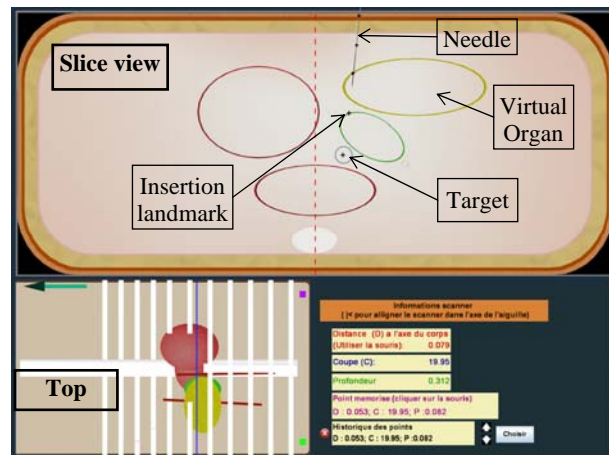 Slice view
Needle
Virtual
Organ
Insertion
landmark
Target
Top
Informations scanner
( )< pour alligner le scanner dans l'axe de l'aiguille)
Distance (D) a l'axe du corps
(Utiliser la souris): 0.079
Coupe (C): 19.95
Profondeur 0.312
Point memorise (cliquer sur la souris)
D : 0.053; C : 19.95; P :0.082
Historique des points
D : 0.053; C : 19.95; P :0.082
Choisir